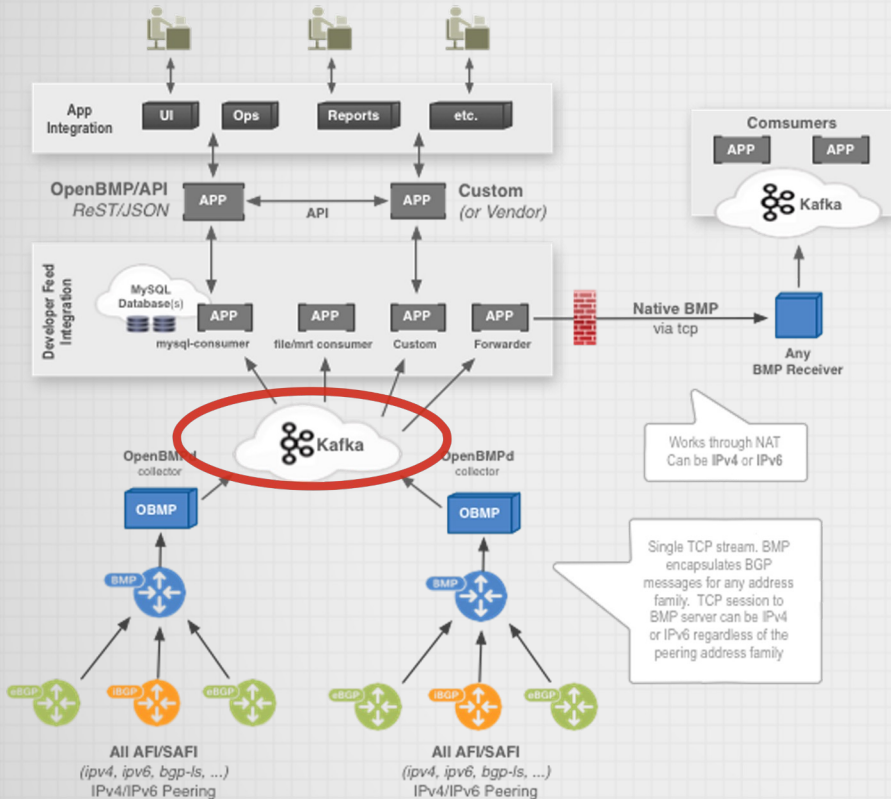 App
Integration
UI
Ops
Reports
etc.
Comsumers
APP
APP
Kafka
OpenBMP/API
ReST/JSON
APP
API
APP
Custom
(or Vendor)
Developer Feed
Integration
MySQL
Database(s)
APP
mysql-consumer
APP
file/mrt consumer
APP
Custom
APP
Forwarder
Native BMP
via tcp
Any
BMP Receiver
Works through NAT
Can be IPv4 or IPv6
Kafka
OpenBMPd
collector
OBMP
OpenBMPd
collector
OBMP
BMP
BMP
Single TCP stream. BMP
encapsulates BGP
messages for any address
family. TCP session to
BMP server can be IPv4
or IPv6 regardless of the
peering address family
eBGP
iBGP
eBGP
eBGP
iBGP
eBGP
All AFI/SAFI
(ipv4, ipv6, bgp-ls, ...)
IPv4/IPv6 Peering
All AFI/SAFI
(ipv4, ipv6, bgp-ls, ...)
IPv4/IPv6 Peering